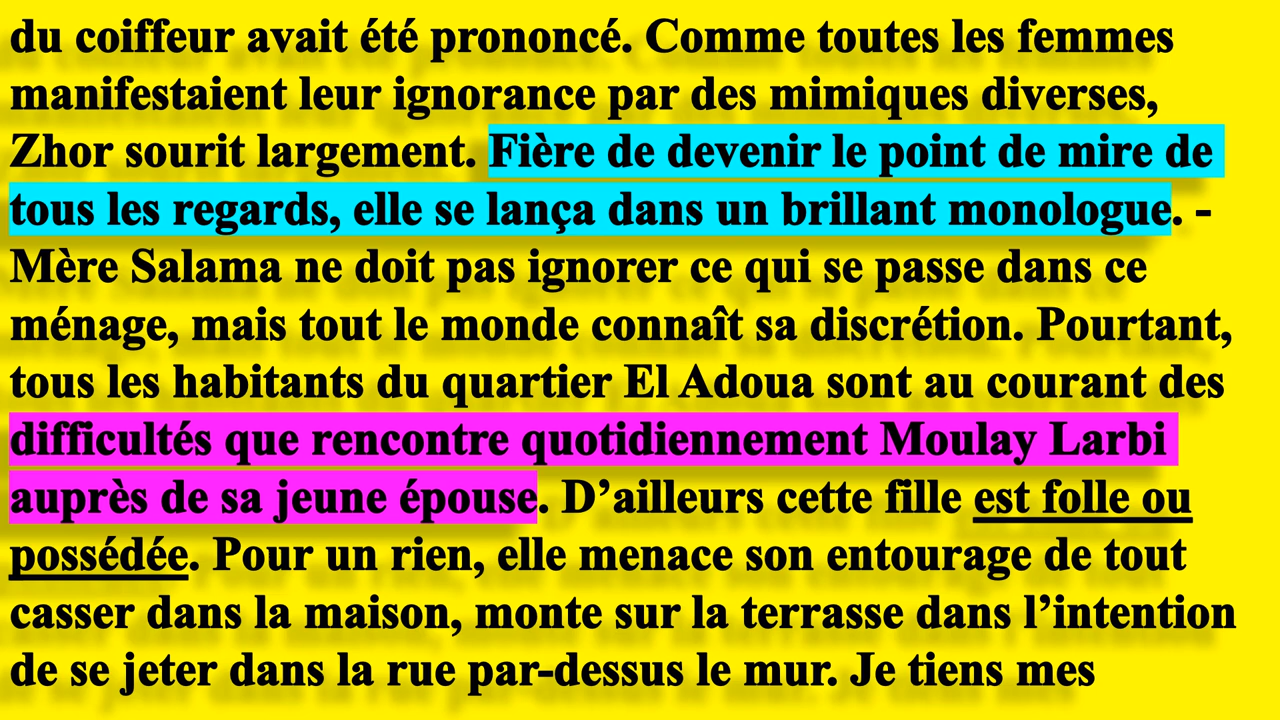 du coiffeur avait été prononcé. Comme toutes les femmes
manifestaient leur ignorance par des mimiques diverses,
Zhor sourit largement. Fière de devenir le point de mire de
tous les regards, elle se lança dans un brillant monologue. -
Mère Salama ne doit pas ignorer ce qui se passe dans ce
ménage, mais tout le monde connaît sa discrétion. Pourtant,
tous les habitants du quartier El Adoua sont au courant des
difficultés que rencontre quotidiennement Moulay Larbi
auprès de sa jeune épouse. D’ailleurs cette fille est folle ou
possédée. Pour un rien, elle menace son entourage de tout
casser dans la maison, monte sur la terrasse dans l’intention
de se jeter dans la rue par-dessus le mur. Je tiens mes